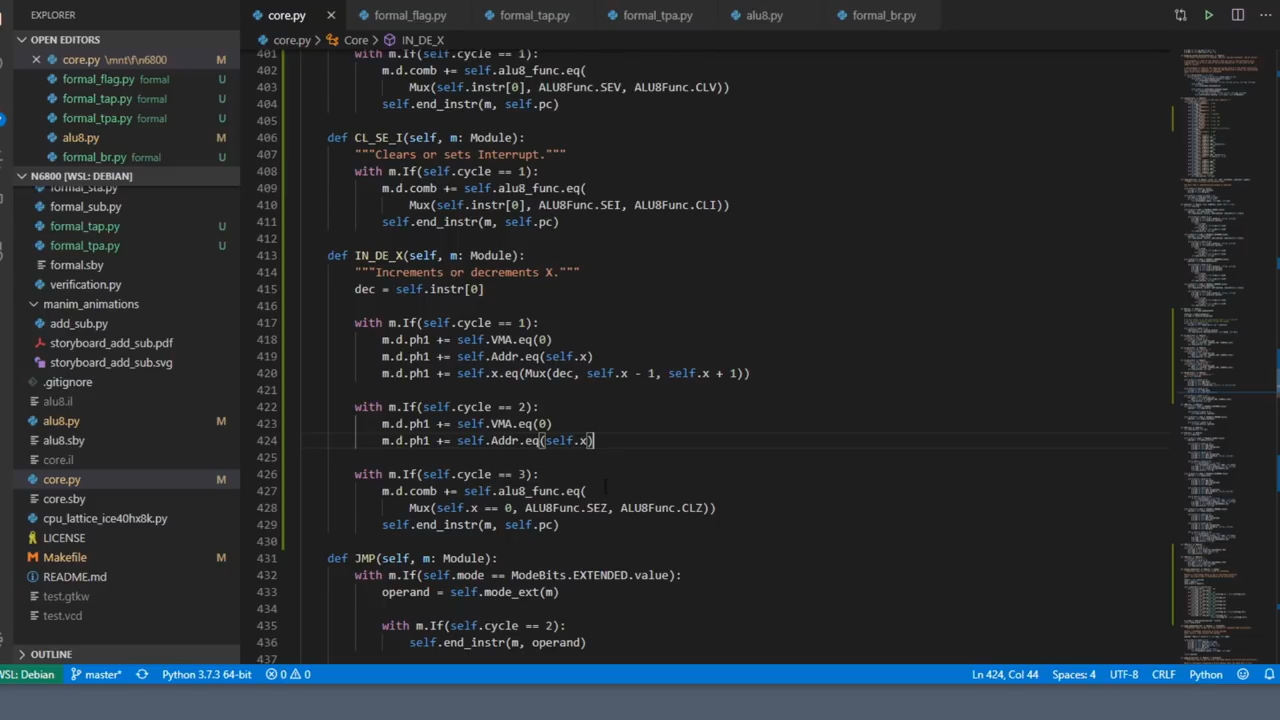 EXPLORER
OPEN EDITORS
core.py \mnt\f\n6800 M
formal_flag.py formal U
formal_tap.py formal U
formal_tpa.py formal U
alu8.py M
formal_br.py formal U
N6800 [WSL: DEBIAN]
formal_sta.py
formal_sub.py
formal_tap.py U
formal_tpa.py U
formal.sby
verification.py
manim_animations
add_sub.py
storyboard_add_sub.pdf
storyboard_add_sub.svg
.gitignore
alu8.il
alu8.py M
alu8.sby
core.il
core.py M
core.sby
cpu_lattice_ice40hx8k.py
LICENSE
Makefile M
README.md
test.gtkw
test.vcd
OUTLINE
core.py formal_flag.py formal_tap.py formal_tpa.py alu8.py formal_br.py
core.py > Core > IN_DE_X
401 with m.If(self.cycle == 1):
402 m.d.comb += self.alu8_func.eq(
403 Mux(self.instr[0], ALU8Func.SEV, ALU8Func.CLV))
404 self.end_instr(m, self.pc)
405
406 def CL_SE_I(self, m: Module):
407 """Clears or sets Interrupt."""
408 with m.If(self.cycle == 1):
409 m.d.comb += self.alu8_func.eq(
410 Mux(self.instr[0], ALU8Func.SEI, ALU8Func.CLI))
411 self.end_instr(m, self.pc)
412
413 def IN_DE_X(self, m: Module):
414 """Increments or decrements X."""
415 dec = self.instr[0]
416
417 with m.If(self.cycle == 1):
418 m.d.ph1 += self.VMA.eq(0)
419 m.d.ph1 += self.Addr.eq(self.x)
420 m.d.ph1 += self.x.eq(Mux(dec, self.x - 1, self.x + 1))
421
422 with m.If(self.cycle == 2):
423 m.d.ph1 += self.VMA.eq(0)
424 m.d.ph1 += self.Addr.eq(self.x)
425
426 with m.If(self.cycle == 3):
427 m.d.comb += self.alu8_func.eq(
428 Mux(self.x == 0, ALU8Func.SEZ, ALU8Func.CLZ))
429 self.end_instr(m, self.pc)
430
431 def JMP(self, m: Module):
432 with m.If(self.mode == ModeBits.EXTENDED.value):
433 operand = self.mode_ext(m)
434
435 with m.If(self.cycle == 2):
436 self.end_instr(m, operand)
437
WSL: Debian master* Python 3.7.3 64-bit 0 0 Ln 424, Col 44 Spaces: 4 UTF-8 CRLF Python